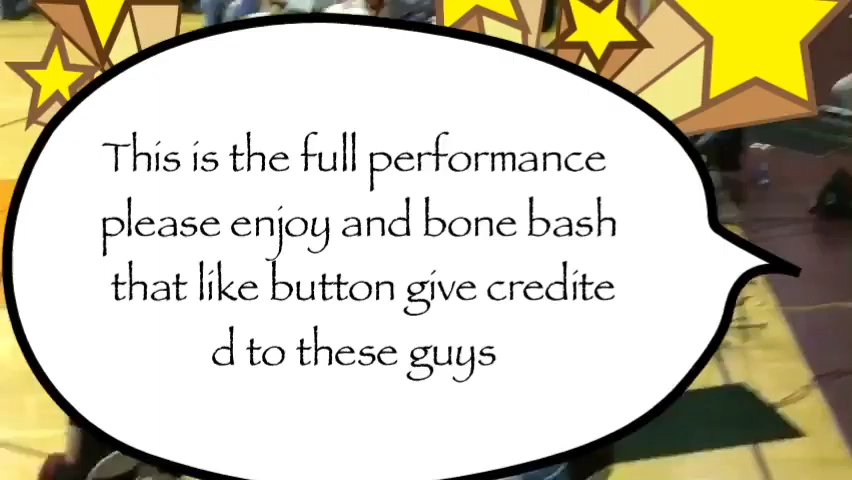 This is the full performance
please enjoy and bone bash
that like button give credite
d to these guys